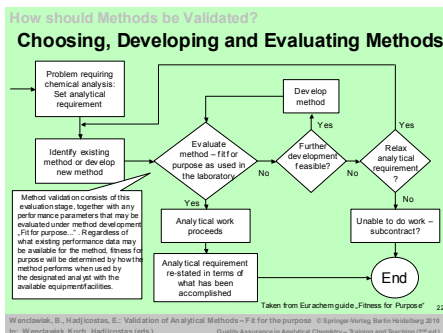 How should Methods be Validated?
Choosing, Developing and Evaluating Methods
Problem requiring
chemical analysis:
Set analytical
requirement
Identify existing
method or develop
new method
Evaluate
method – fit for
purpose as used in
the laboratory
Develop
method
Yes
Further
development
feasible?
No
No
Yes
Relax
analytical
requirement
?
No
Yes
Method validation consists of this
evaluation stage, together with any
performance parameters that may be
evaluated under method development
„Fit for purpose...“ . Regardless of
what existing performance data may
available for the method, fitness for
purpose will be determined by how the
method performs when used by
the designated analyst with the
available equipment/facilities.
Analytical work
proceeds
Analytical requirement
re-stated in terms of
what has been
accomplished
Unable to do work –
subcontract?
End
Taken from Eurachem guide „Fitness for Purpose“
22
Wenclawiak, B., Hadjicostas, E.: Validation of Analytical Methods – Fit for the purpose © Springer-Verlag Berlin Heidelberg 2010
In: Wenclawiak, Koch, Hadjicostas (eds.) Quality Assurance in Analytical Chemistry – Training and Teaching (2nd ed.)